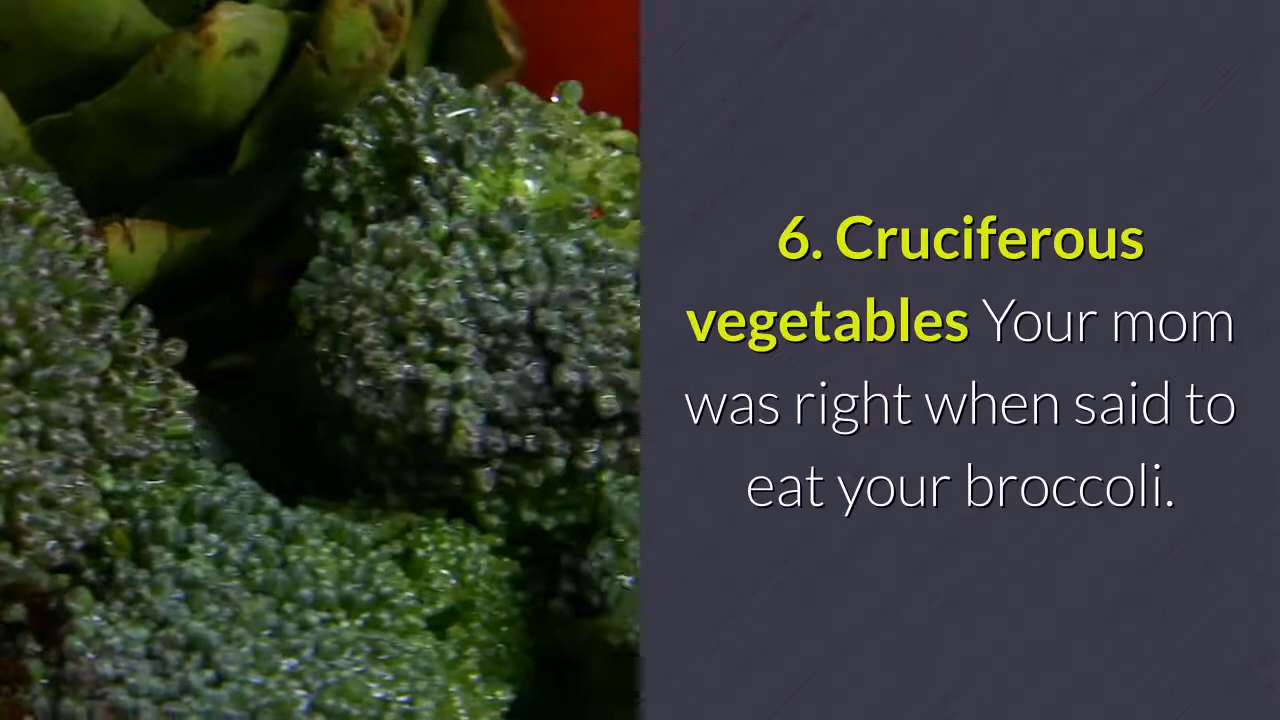 6. Cruciferous
vegetables Your mom
was right when said to
eat your broccoli.